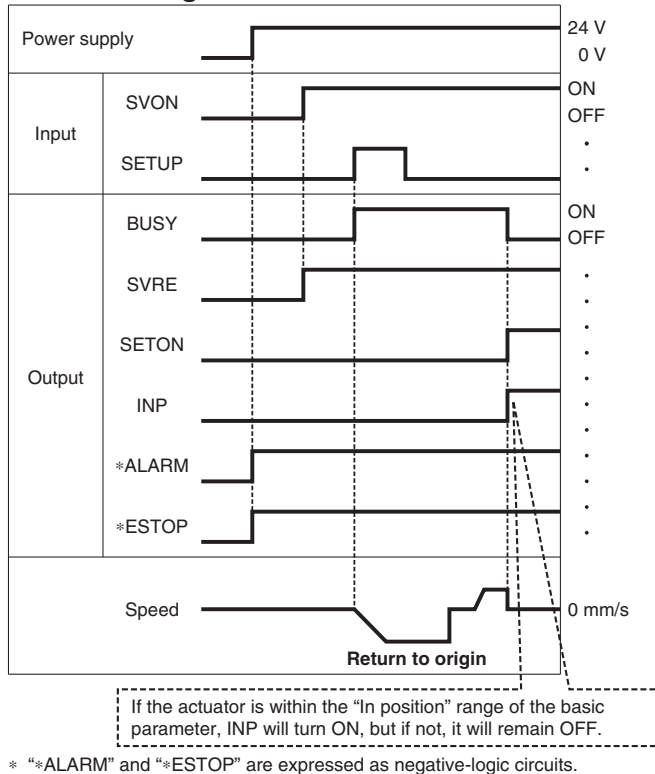 Power supply
24 V
0 V
Input
SVON
ON
OFF
SETUP
Output
BUSY
ON
OFF
SVRE
SETON
INP
*ALARM
*ESTOP
Speed
0 mm/s
Return to origin
If the actuator is within the “In position” range of the basic
parameter, INP will turn ON, but if not, it will remain OFF.
* “*ALARM” and “*ESTOP” are expressed as negative-logic circuits.